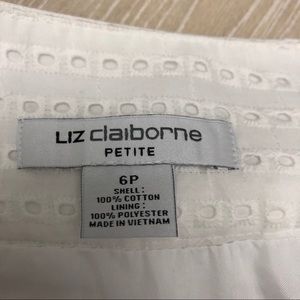 LIZ claiborne
PETITE
6P
SHELL:
100% COTTON
LINING:
100% POLYESTER
MADE IN VIETNAM